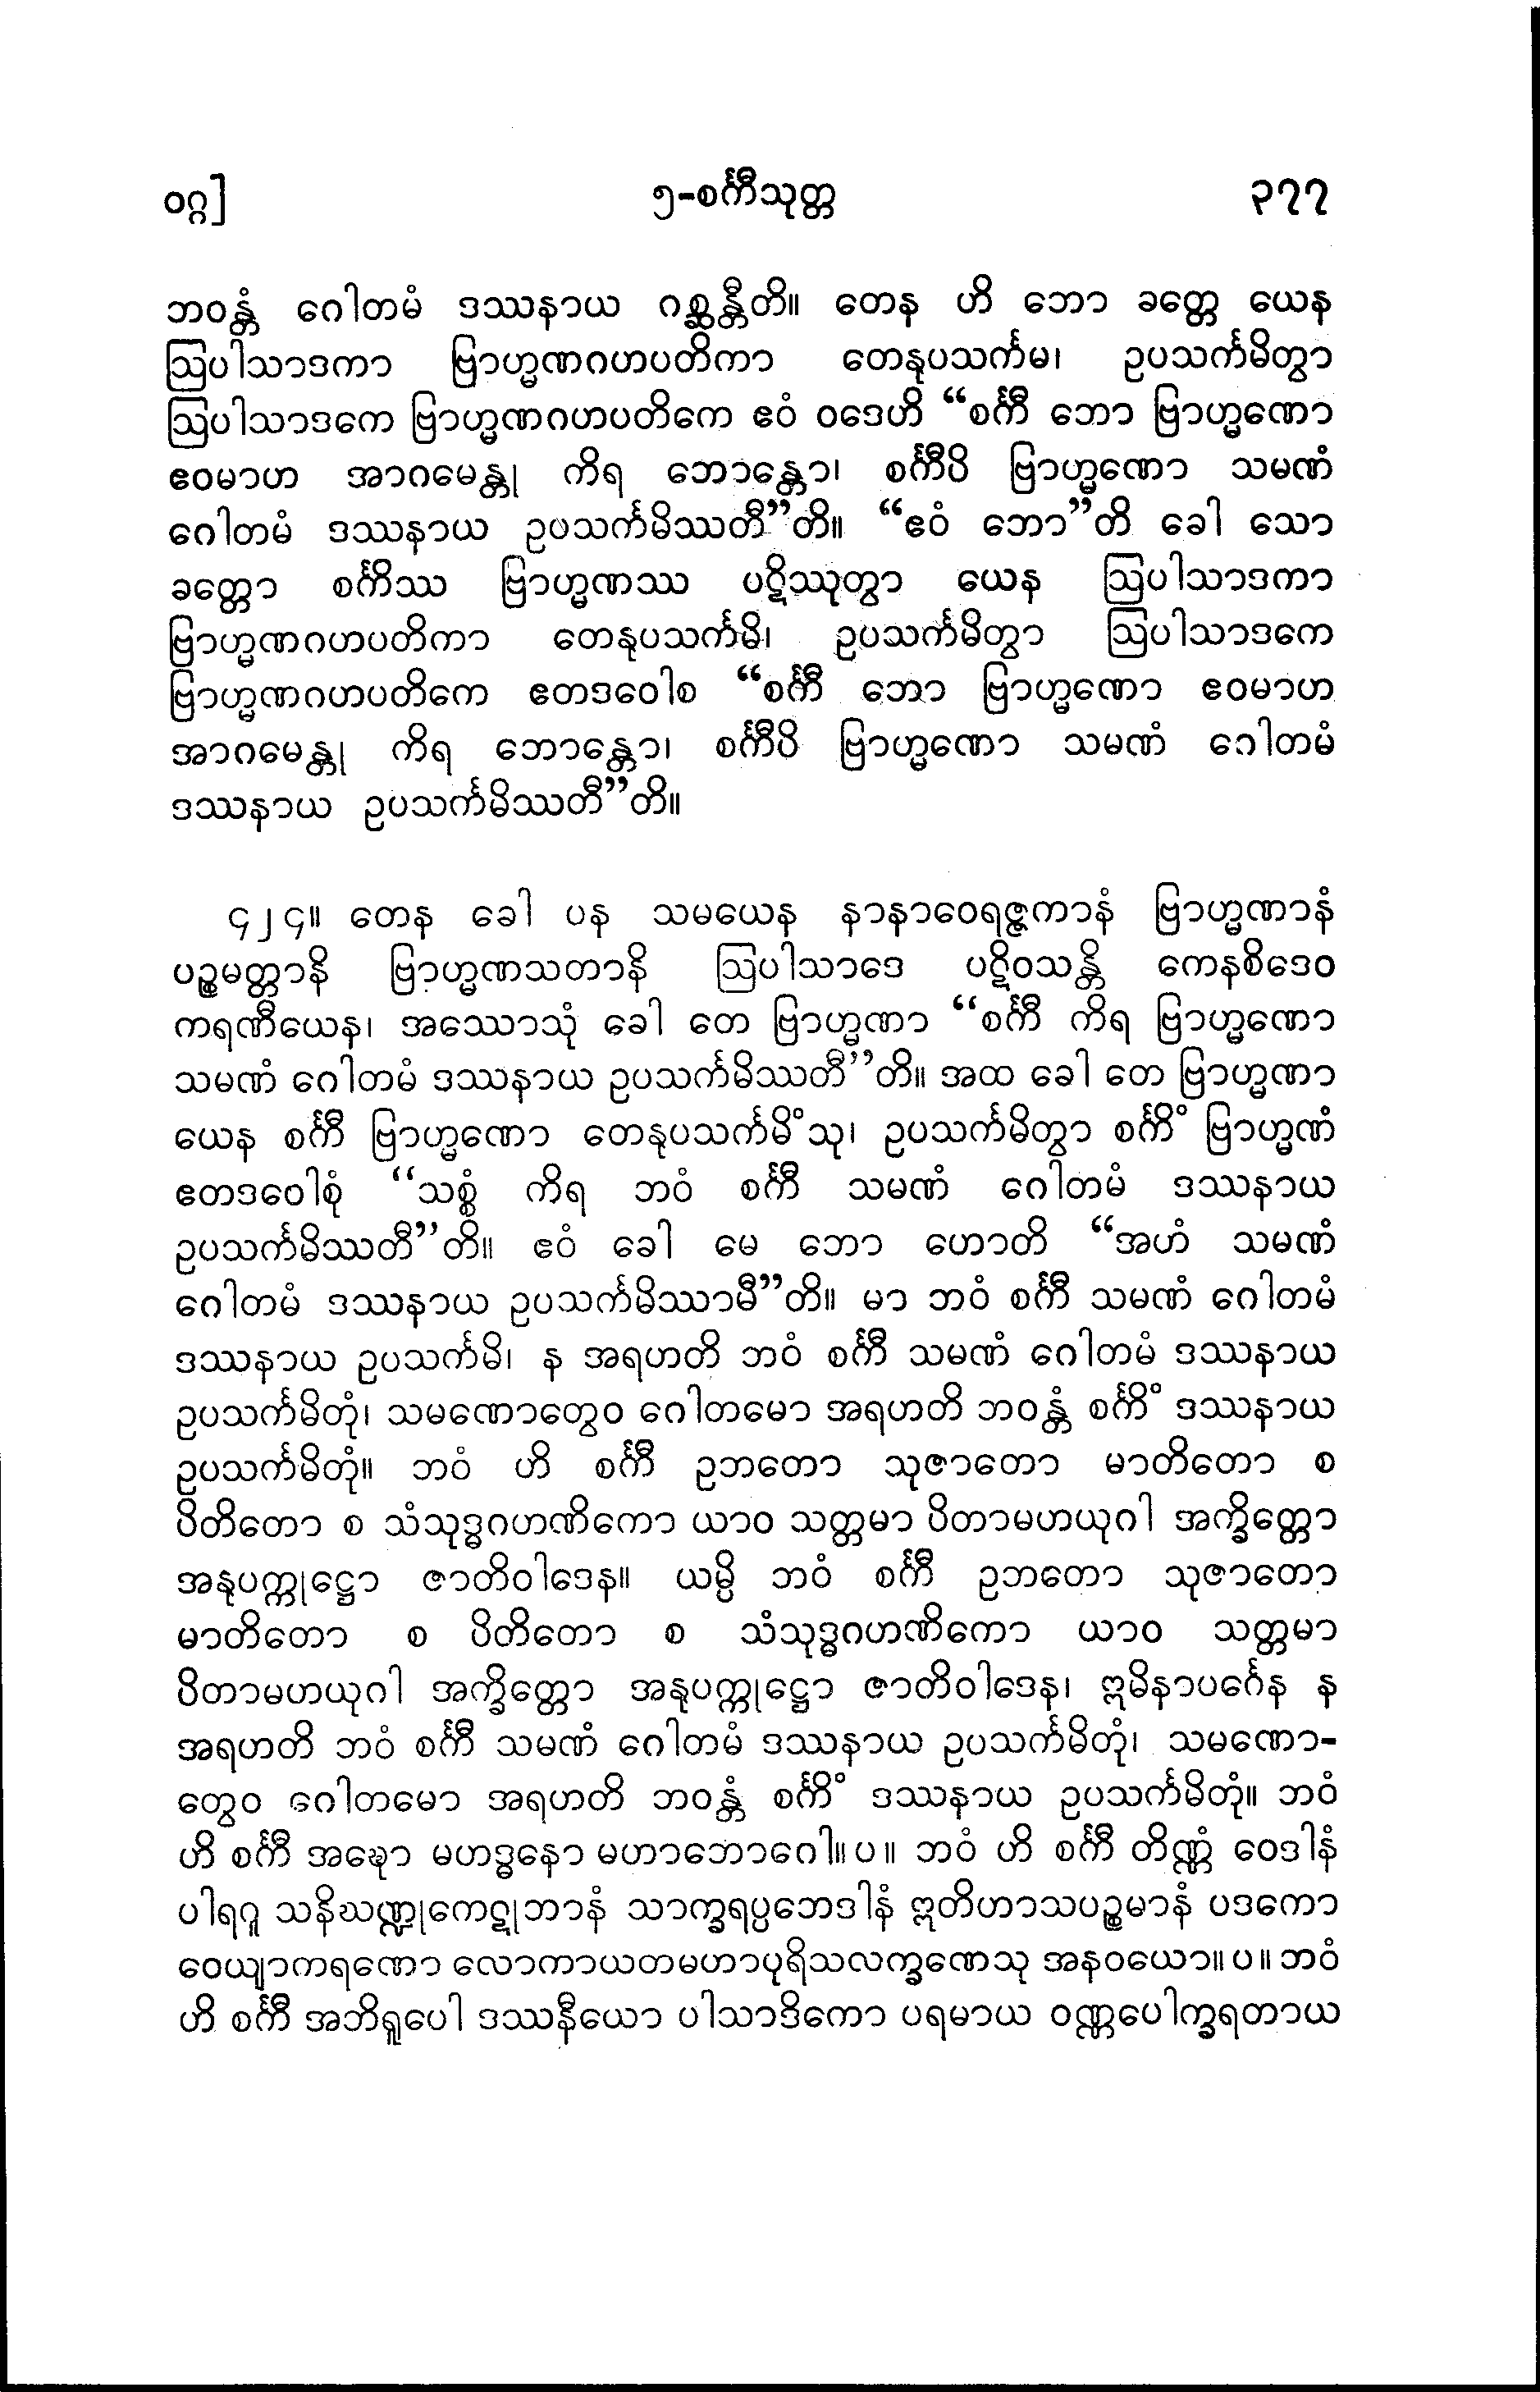 ဝဂ္ဂ] ၅-စင်္ကီသုတ္တ ၃၇၇
ဘဝန္တံ ဂေါတမံ ဒဿနာယ ဂစ္ဆန္တီတိ။ တေန ဟိ ဘော ခတ္တေ ယေန
ဩပါသာဒကာ ဗြာဟ္မဏဂဟပတိကာ တေနုပသင်္ကမ၊ ဥပသင်္ကမိတွာ
ဩပါသာဒကေ ဗြာဟ္မဏဂဟပတိကေ ဧဝံ ဝဒေဟိ “စင်္ကီ ဘော ဗြာဟ္မဏော
ဧဝမာဟ အာဂမေန္တု ကိရ ဘောန္တော၊ စင်္ကီပိ ဗြာဟ္မဏော သမဏံ
ဂေါတမံ ဒဿနာယ ဥပသင်္ကမိဿတီ”တိ။ “ဧဝံ ဘော”တိ ခေါ သော
ခတ္တော စင်္ကိဿ ဗြာဟ္မဏဿ ပဋိဿုတွာ ယေန ဩပါသာဒကာ
ဗြာဟ္မဏဂဟပတိကာ တေနုပသင်္ကမိ၊ ဥပသင်္ကမိတွာ ဩပါသာဒကေ
ဗြာဟ္မဏဂဟပတိကေ ဧတဒဝေါစ “စင်္ကီ ဘော ဗြာဟ္မဏော ဧဝမာဟ
အာဂမေန္တု ကိရ ဘောန္တော၊ စင်္ကီပိ ဗြာဟ္မဏော သမဏံ ဂေါတမံ
ဒဿနာယ ဥပသင်္ကမိဿတီ”တိ။
၄၂၄။ တေန ခေါ ပန သမယေန နာနာဝေရဇ္ဇကာနံ ဗြာဟ္မဏာနံ
ပဉ္စမတ္တာနိ ဗြာဟ္မဏသတာနိ ဩပါသာဒေ ပဋိဝသန္တိ ကေနစိဒေဝ
ကရဏီယေန၊ အဿောသုံ ခေါ တေ ဗြာဟ္မဏာ “စင်္ကီ ကိရ ဗြာဟ္မဏော
သမဏံ ဂေါတမံ ဒဿနာယ ဥပသင်္ကမိဿတီ”တိ။ အထ ခေါ တေ ဗြာဟ္မဏာ
ယေန စင်္ကီ ဗြာဟ္မဏော တေနုပသင်္ကမိံသု၊ ဥပသင်္ကမိတွာ စင်္ကိံ ဗြာဟ္မဏံ
ဧတဒဝေါစုံ “သစ္စံ ကိရ ဘဝံ စင်္ကီ သမဏံ ဂေါတမံ ဒဿနာယ
ဥပသင်္ကမိဿတီ”တိ။ ဧဝံ ခေါ မေ ဘော ဟောတိ “အဟံ သမဏံ
ဂေါတမံ ဒဿနာယ ဥပသင်္ကမိဿာမီ”တိ။ မာ ဘဝံ စင်္ကီ သမဏံ ဂေါတမံ
ဒဿနာယ ဥပသင်္ကမိ၊ န အရဟတိ ဘဝံ စင်္ကီ သမဏံ ဂေါတမံ ဒဿနာယ
ဥပသင်္ကမိတုံ၊ သမဏောတွေဝ ဂေါတမော အရဟတိ ဘဝန္တံ စင်္ကိံ ဒဿနာယ
ဥပသင်္ကမိတုံ။ ဘဝံ ဟိ စင်္ကီ ဥဘတော သုဇာတော မာတိတော စ
ပိတိတော စ သံသုဒ္ဓဂဟဏိကော ယာဝ သတ္တမာ ပိတာမဟယုဂါ အက္ခိတ္တော
အနုပက္ကုဋ္ဌော ဇာတိဝါဒေန။ ယမ္ပိ ဘဝံ စင်္ကီ ဥဘတော သုဇာတော
မာတိတော စ ပိတိတော စ သံသုဒ္ဓဂဟဏိကော ယာဝ သတ္တမာ
ပိတာမဟယုဂါ အက္ခိတ္တော အနုပက္ကုဋ္ဌော ဇာတိဝါဒေန၊ ဣမိနာပင်္ဂေန န
အရဟတိ ဘဝံ စင်္ကီ သမဏံ ဂေါတမံ ဒဿနာယ ဥပသင်္ကမိတုံ၊ သမဏော-
တွေဝ ဂေါတမော အရဟတိ ဘဝန္တံ စင်္ကိံ ဒဿနာယ ဥပသင်္ကမိတုံ။ ဘဝံ
ဟိ စင်္ကီ အဍ္ဎော မဟဒ္ဓနော မဟာဘောဂေါ။ပ။ ဘဝံ ဟိ စင်္ကီ တိဏ္ဏံ ဝေဒါနံ
ပါရဂူ သနိဃဏ္ဍုကေဋုဘာနံ သာက္ခရပ္ပဘေဒါနံ ဣတိဟာသပဉ္စမာနံ ပဒကော
ဝေယျာကရဏော လောကာယတမဟာပုရိသလက္ခဏေသု အနဝယော။ပ။ ဘဝံ
ဟိ စင်္ကီ အဘိရူပေါ ဒဿနီယော ပါသာဒိကော ပရမာယ ဝဏ္ဏပေါက္ခရတာယ